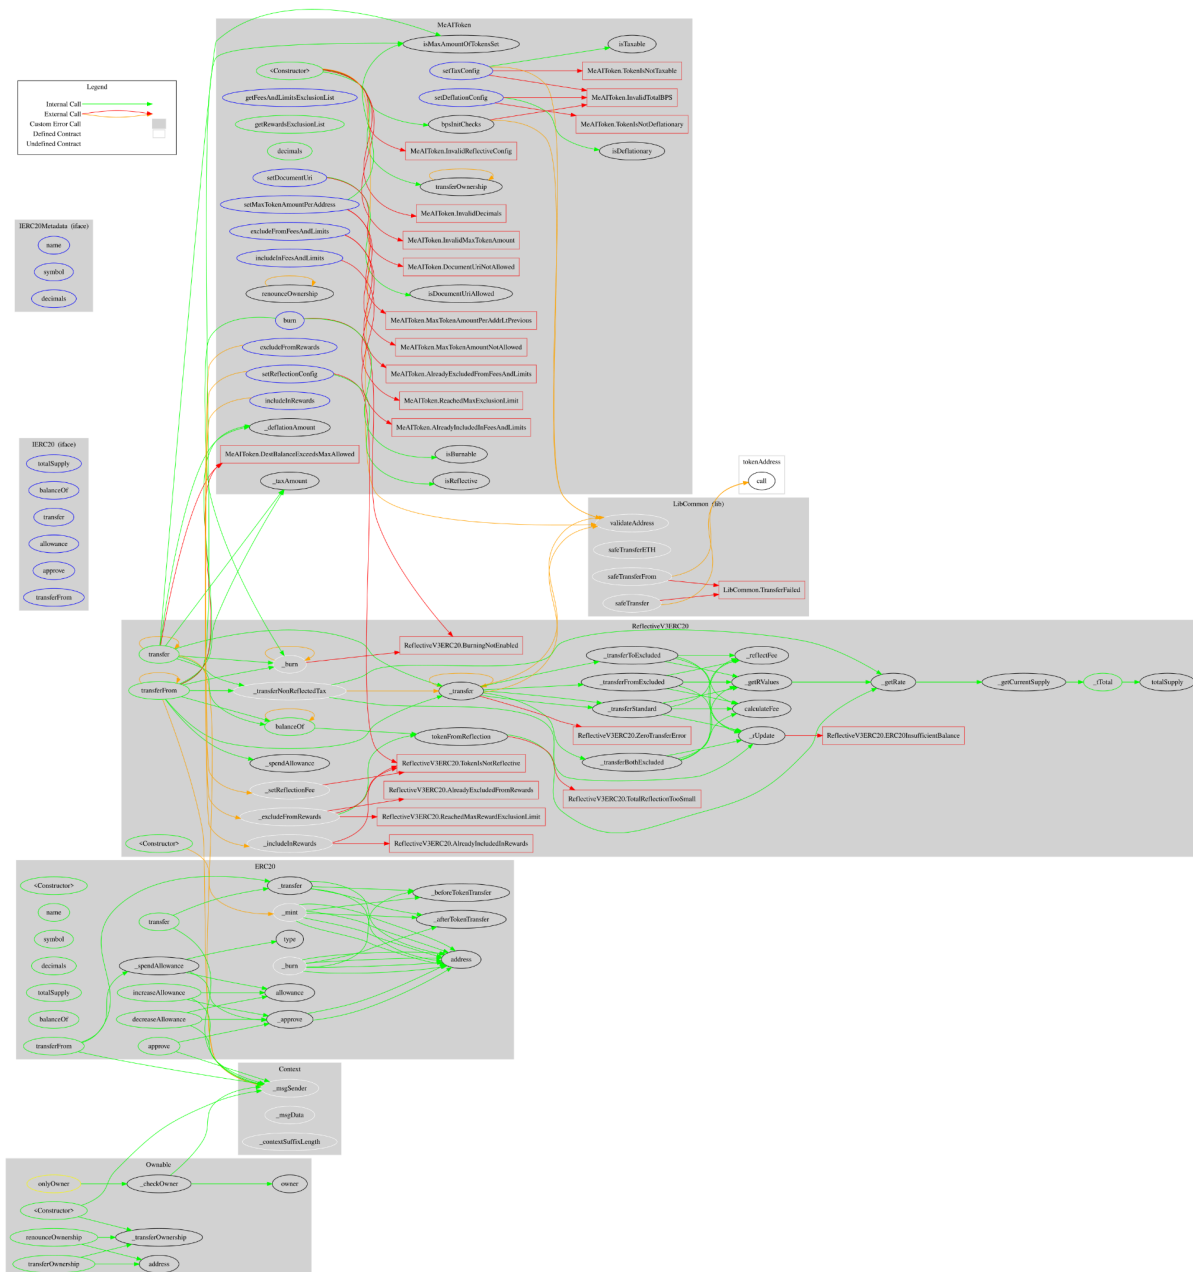 MeAIToken
isMaxAmountOfTokensSet
isTaxable
<Constructor>
setTaxConfig
MeAIToken.TokenIsNotTaxable
getFeesAndLimitsExclusionList
setDeflationConfig
MeAIToken.InvalidTotalBPS
getRewardsExclusionList
bpsInitChecks
MeAIToken.TokenIsNotDeflationary
decimals
MeAIToken.InvalidReflectiveConfig
isDeflationary
setDocumentUri
transferOwnership
setMaxTokenAmountPerAddress
MeAIToken.InvalidDecimals
excludeFromFeesAndLimits
MeAIToken.InvalidMaxTokenAmount
includeInFeesAndLimits
MeAIToken.DocumentUriNotAllowed
renounceOwnership
isDocumentUriAllowed
burn
MeAIToken.MaxTokenAmountPerAddrLtPrevious
excludeFromRewards
MeAIToken.MaxTokenAmountNotAllowed
setReflectionConfig
MeAIToken.AlreadyExcludedFromFeesAndLimits
includeInRewards
MeAIToken.ReachedMaxExclusionLimit
_deflationAmount
MeAIToken.AlreadyIncludedInFeesAndLimits
MeAIToken.DestBalanceExceedsMaxAllowed
isBurnable
_taxAmount
isReflective
Legend
Internal Call
External Call
Custom Error Call
Defined Contract
Undefined Contract
IERC20Metadata (iface)
name
symbol
decimals
IERC20 (iface)
totalSupply
balanceOf
transfer
allowance
approve
transferFrom
tokenAddress
call
LibCommon (lib)
validateAddress
safeTransferETH
safeTransferFrom
safeTransfer
LibCommon.TransferFailed
ReflectiveV3ERC20
transfer
transferFrom
_burn
ReflectiveV3ERC20.BurningNotEnabled
_transferNonReflectedTax
_transfer
balanceOf
tokenFromReflection
_spendAllowance
ReflectiveV3ERC20.TokenIsNotReflective
_setReflectionFee
ReflectiveV3ERC20.AlreadyExcludedFromRewards
_excludeFromRewards
ReflectiveV3ERC20.ReachedMaxRewardExclusionLimit
_includeInRewards
ReflectiveV3ERC20.AlreadyIncludedInRewards
<Constructor>
_transferToExcluded
_transferFromExcluded
_transferStandard
ReflectiveV3ERC20.ZeroTransferError
_transferBothExcluded
ReflectiveV3ERC20.TotalReflectionTooSmall
_reflectFee
_getRValues
calculateFee
_rUpdate
_getRate
ReflectiveV3ERC20.ERC20InsufficientBalance
_getCurrentSupply
_tTotal
totalSupply
ERC20
<Constructor>
name
symbol
decimals
totalSupply
balanceOf
transferFrom
transfer
_spendAllowance
increaseAllowance
decreaseAllowance
approve
_transfer
_mint
type
_burn
allowance
_approve
_beforeTokenTransfer
_afterTokenTransfer
address
Context
_msgSender
_msgData
_contextSuffixLength
Ownable
onlyOwner
_checkOwner
owner
<Constructor>
renounceOwnership
_transferOwnership
transferOwnership
address